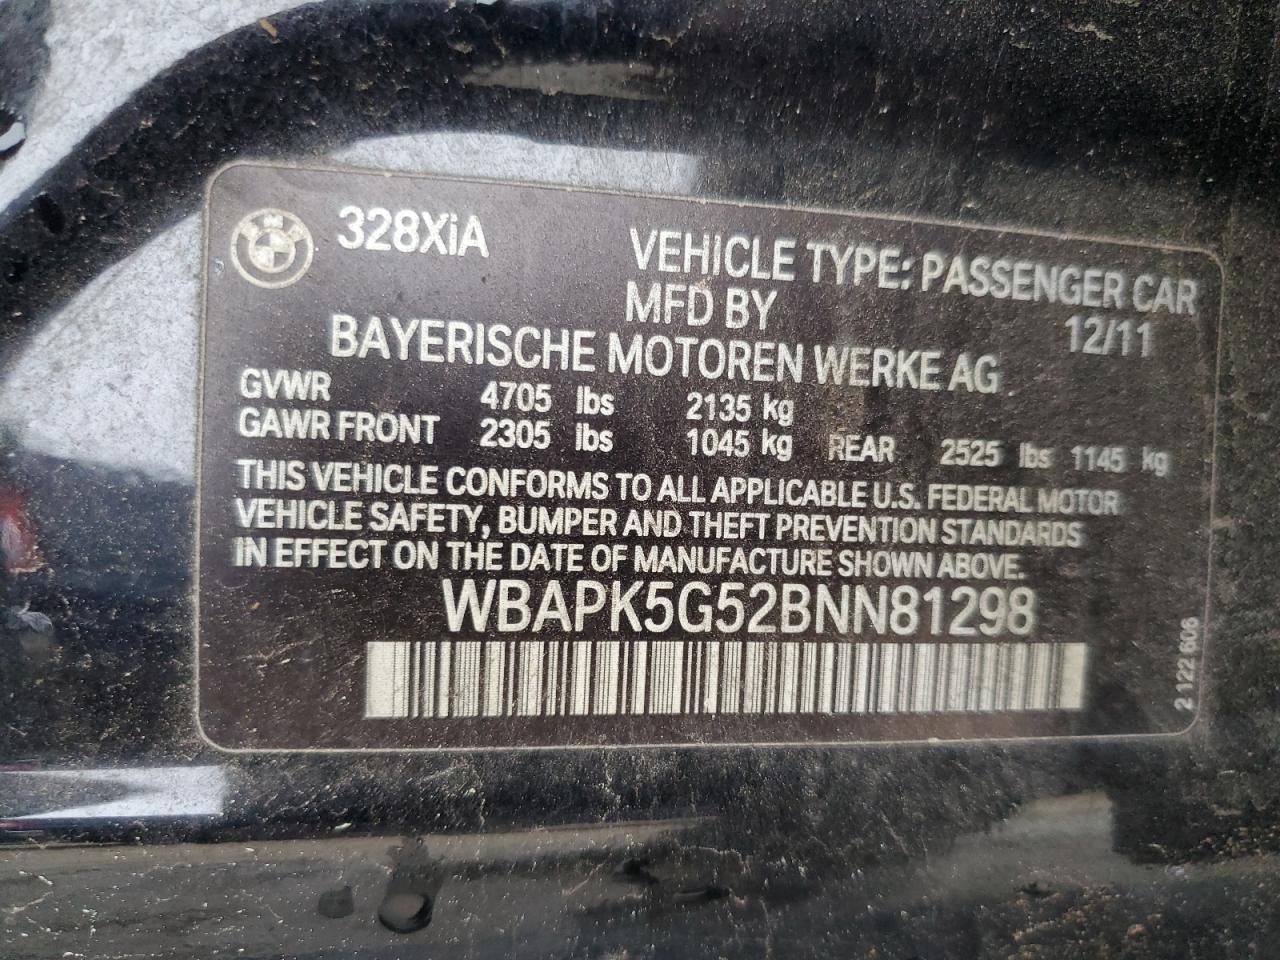 328XiA
VEHICLE TYPE: PASSENGER CAR
MFD BY
12/11
BAYERISCHE MOTOREN WERKE AG
GVWR 4705 lbs 2135 kg
GAWR FRONT 2305 lbs 1045 kg REAR 2525 lbs 1145 kg
THIS VEHICLE CONFORMS TO ALL APPLICABLE U.S. FEDERAL MOTOR
VEHICLE SAFETY, BUMPER AND THEFT PREVENTION STANDARDS
IN EFFECT ON THE DATE OF MANUFACTURE SHOWN ABOVE.
WBAPK5G52BNN81298
2 122 606